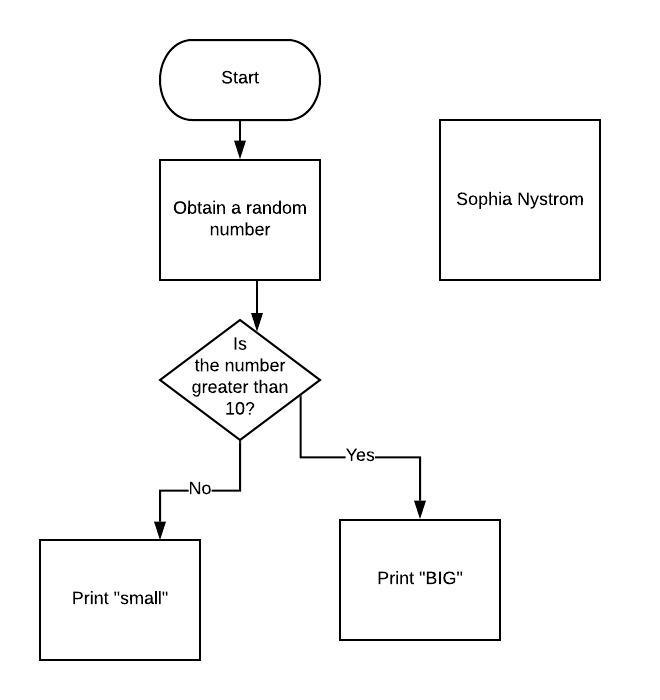 Start
Obtain a random
number
Sophia Nystrom
Is
the number
greater than
10?
No
Yes
Print "small"
Print "BIG"